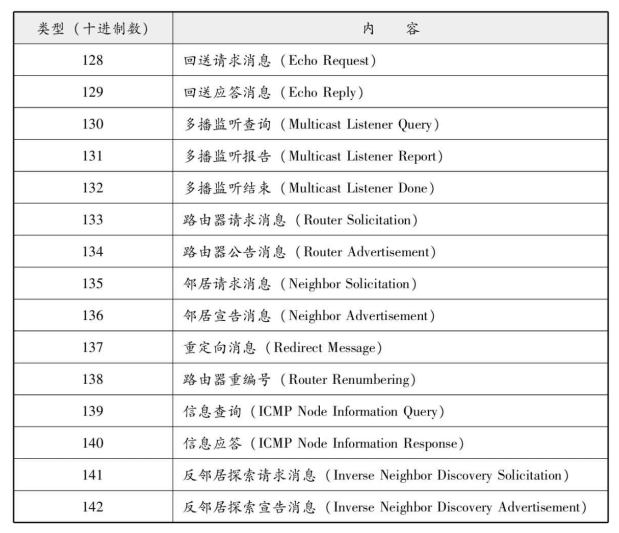 类型（十进制数） 内 容
128 回送请求消息（Echo Request）
129 回送应答消息（Echo Reply）
130 多播监听查询（Multicast Listener Query）
131 多播监听报告（Multicast Listener Report）
132 多播监听结束（Multicast Listener Done）
133 路由器请求消息（Router Solicitation）
134 路由器公告消息（Router Advertisement）
135 邻居请求消息（Neighbor Solicitation）
136 邻居宣告消息（Neighbor Advertisement）
137 重定向消息（Redirect Message）
138 路由器重编号（Router Renumbering）
139 信息查询（ICMP Node Information Query）
140 信息应答（ICMP Node Information Response）
141 反邻居探索请求消息（Inverse Neighbor Discovery Solicitation）
142 反邻居探索宣告消息（Inverse Neighbor Discovery Advertisement）